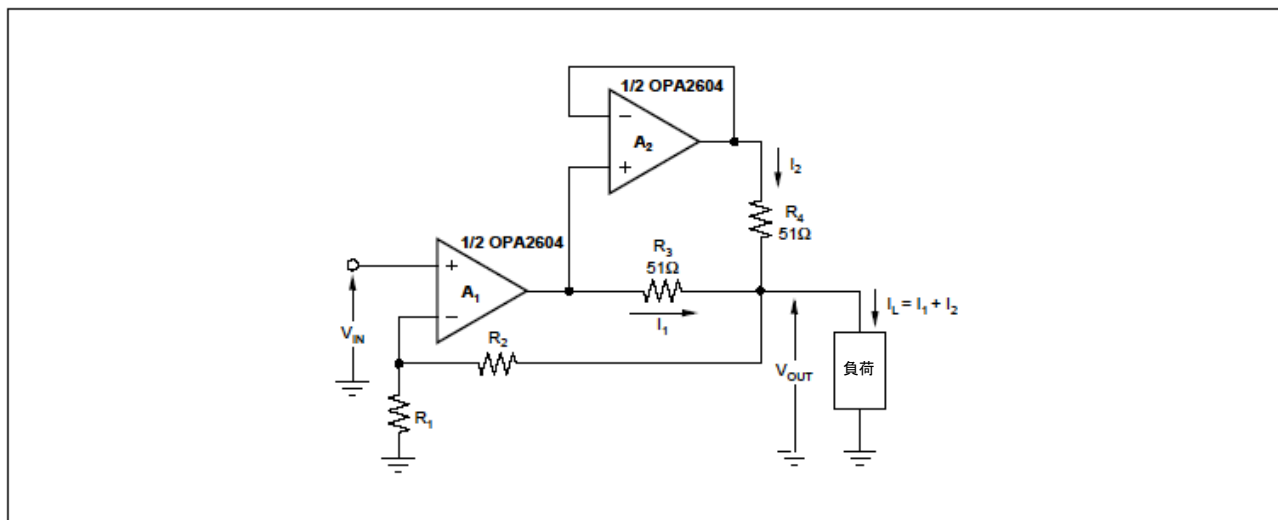 1/2 OPA2604
−
A2
+
I2
R4
51Ω
1/2 OPA2604
+
A1
−
R3
51Ω
I1
IL = I1 + I2
VIN
R2
VOUT
負荷
R1